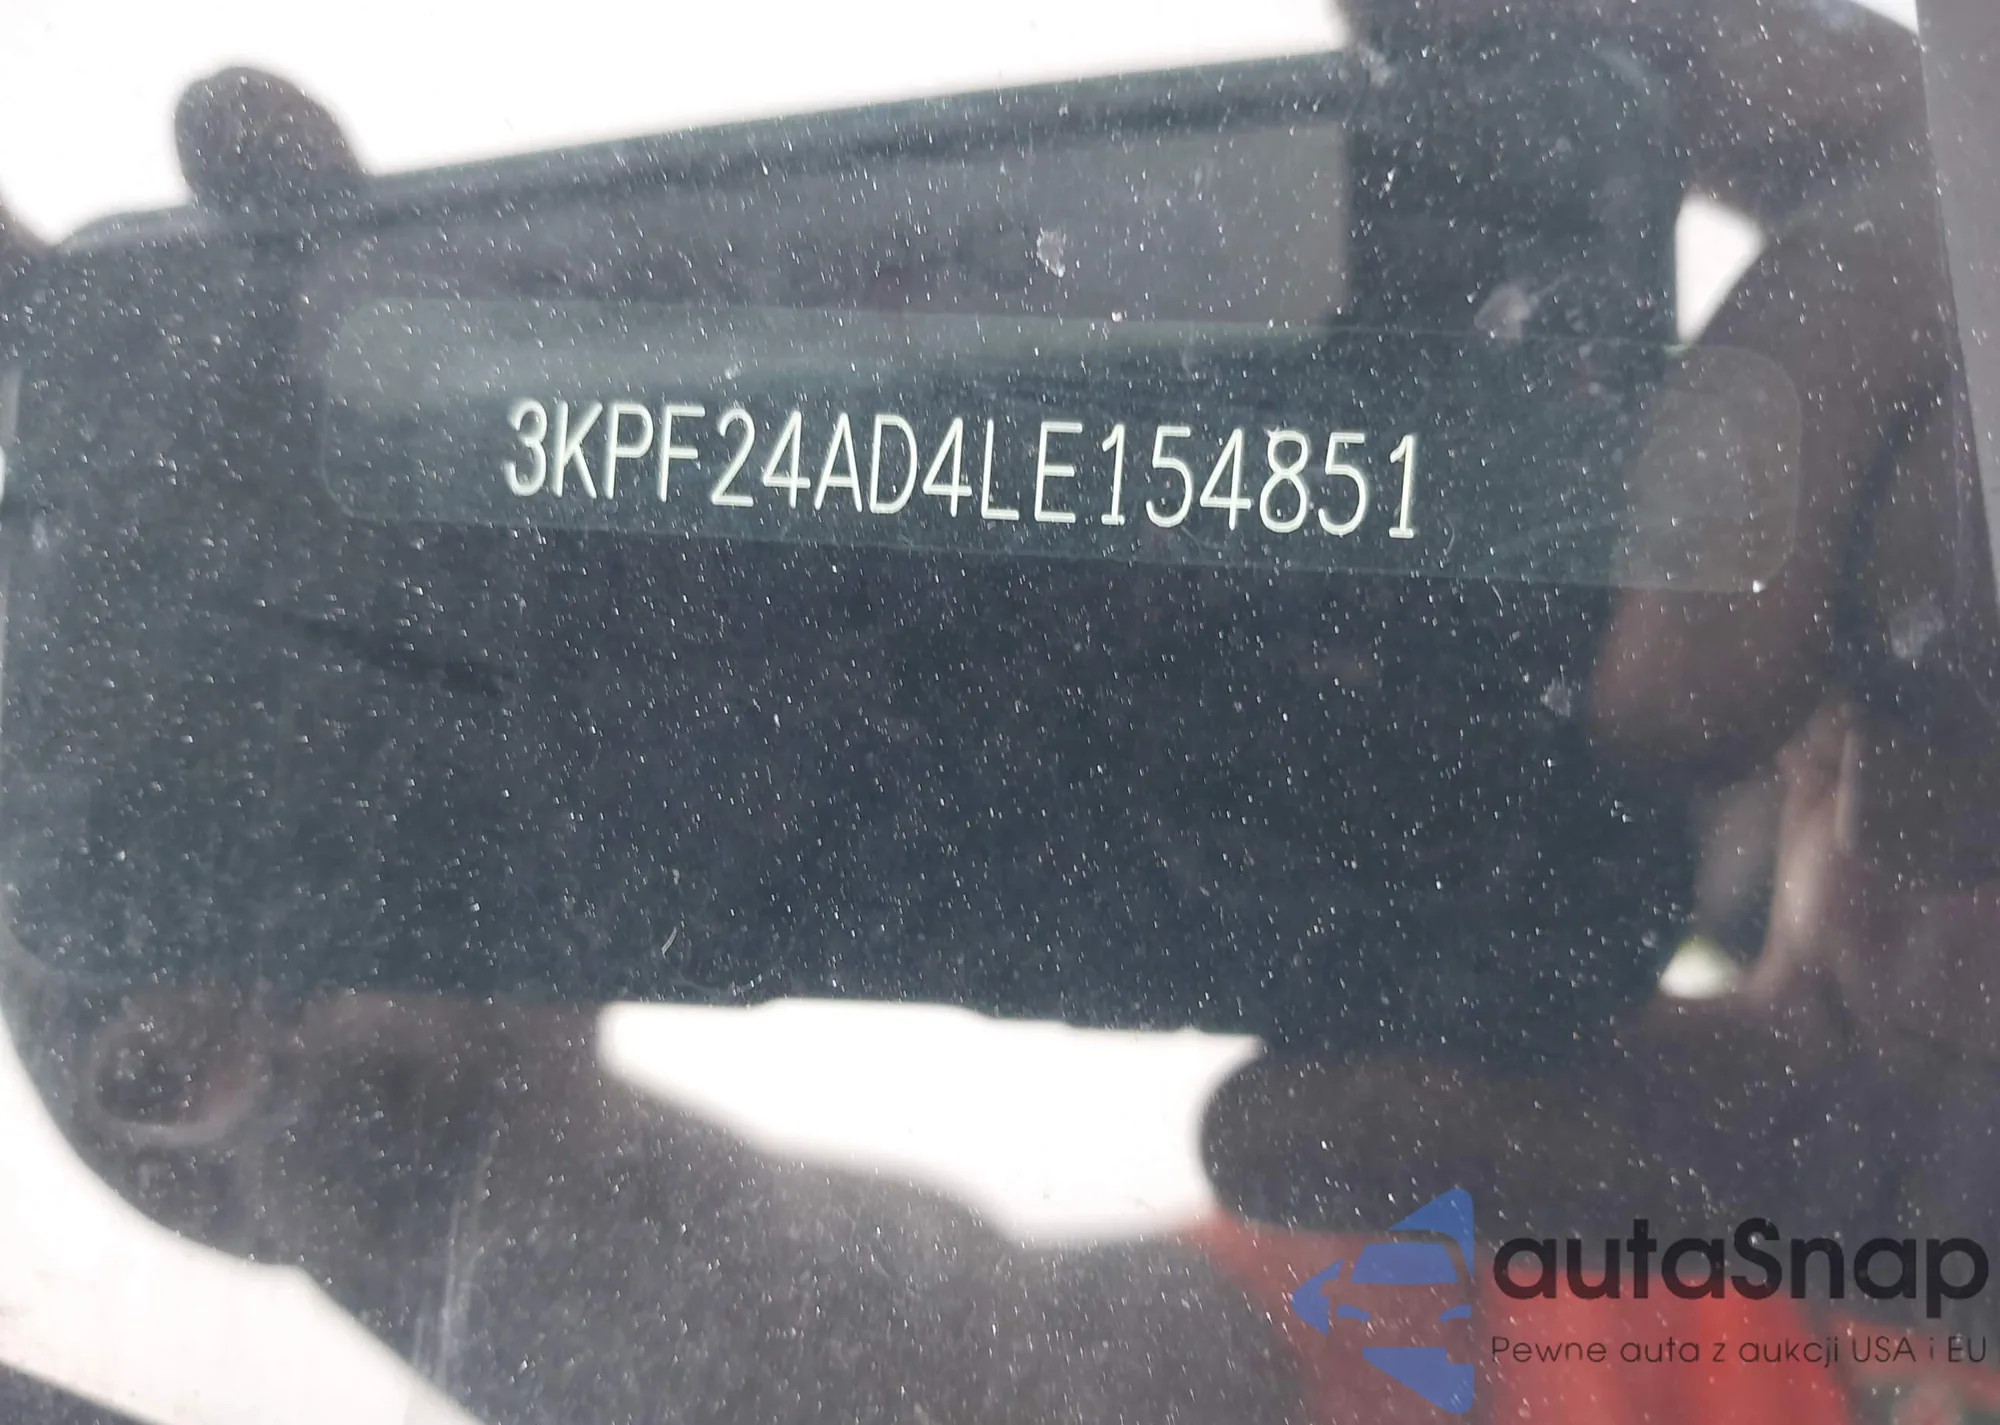 3KPF24AD4LE154851
autaSnap
Pewne auta z aukcji USA i EU